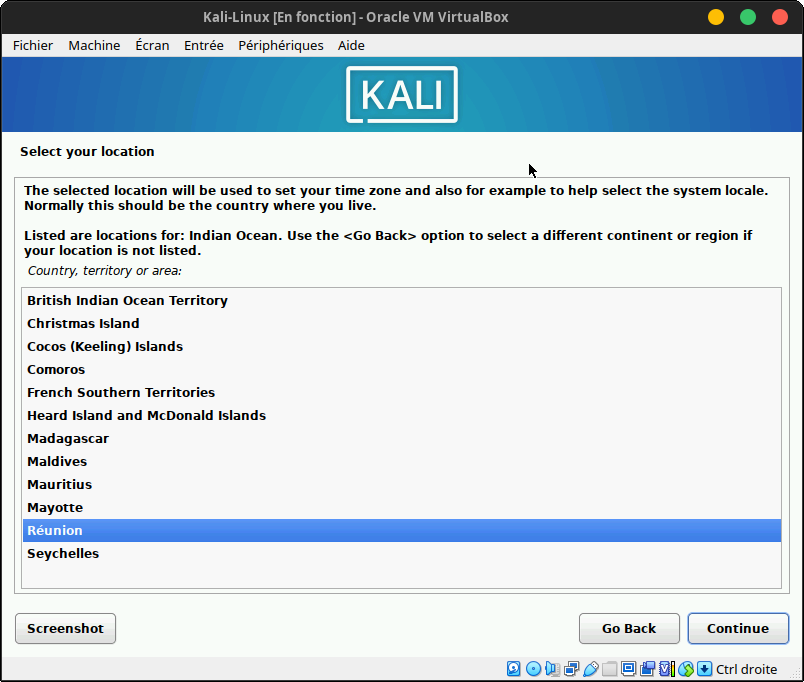 Kali-Linux [En fonction] - Oracle VM VirtualBox
Fichier Machine Écran Entrée Périphériques Aide
KALI
Select your location
The selected location will be used to set your time zone and also for example to help select the system locale.
Normally this should be the country where you live.
Listed are locations for: Indian Ocean. Use the <Go Back> option to select a different continent or region if
your location is not listed.
Country, territory or area:
British Indian Ocean Territory
Christmas Island
Cocos (Keeling) Islands
Comoros
French Southern Territories
Heard Island and McDonald Islands
Madagascar
Maldives
Mauritius
Mayotte
Réunion
Seychelles
Screenshot Go Back Continue
Ctrl droite